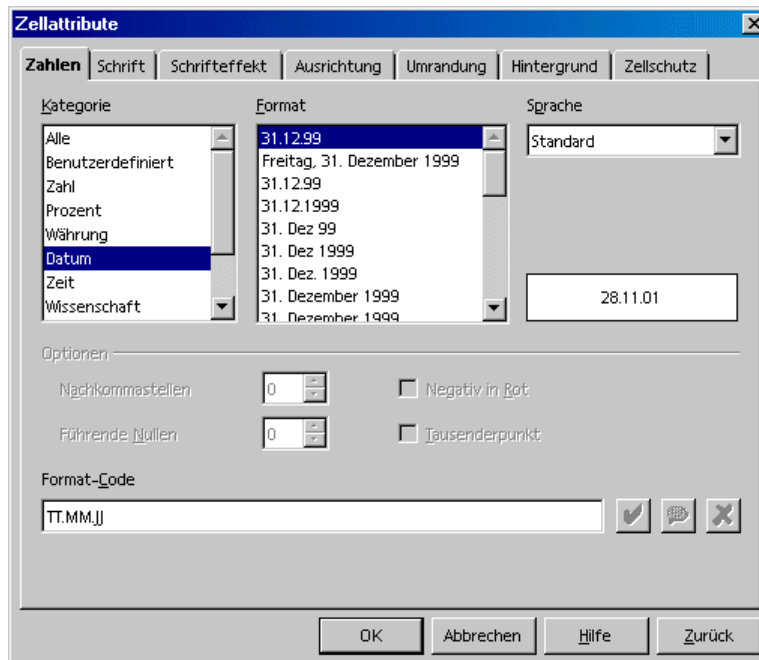 Zellattribute
Zahlen Schrift Schrifteffekt Ausrichtung Umrandung Hintergrund Zellschutz
Kategorie
Alle
Benutzerdefiniert
Zahl
Prozent
Währung
Datum
Zeit
Wissenschaft
Format
31.12.99
Freitag, 31. Dezember 1999
31.12.99
31.12.1999
31. Dez 99
31. Dez 1999
31. Dez. 1999
31. Dezember 1999
31. Dezember 1999
Sprache
Standard
28.11.01
Optionen
Nachkommastellen 0 Negativ in Rot
Führende Nullen 0 Tausenderpunkt
Format-Code
TT.MM.JJ
OK Abbrechen Hilfe Zurück